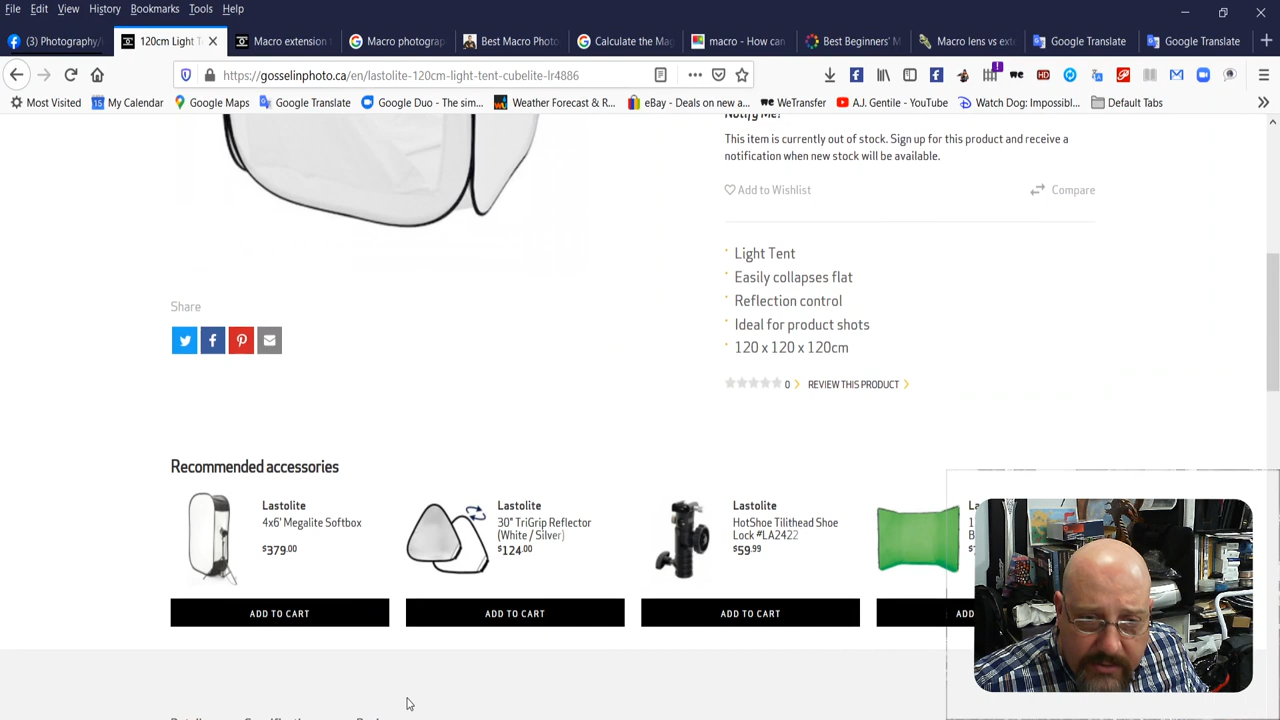 File Edit View History Bookmarks Tools Help
(3) Photography/ 120cm Light T Macro extension Macro photograp Best Macro Pho Calculate the Mag macro - How can Best Beginners' M Macro lens vs ext Google Translate Google Translate
https://gosselinphoto.ca/en/lastolite-120cm-light-tent-cubelite-lr4886
Most Visited My Calendar Google Maps Google Translate Google Duo - The sim... Weather Forecast & R... eBay - Deals on new a... WeTransfer A.J. Gentile - YouTube Watch Dog: Impossibl... Default Tabs
Notify Me?
This item is currently out of stock. Sign up for this product and receive a
notification when new stock will be available.
Add to Wishlist Compare
Light Tent
Easily collapses flat
Reflection control
Ideal for product shots
120 x 120 x 120cm
0 REVIEW THIS PRODUCT
Share
Recommended accessories
Lastolite
4x6' Megalite Softbox
$379.00
ADD TO CART
Lastolite
30" TriGrip Reflector
(White / Silver)
$124.00
ADD TO CART
Lastolite
HotShoe Tilithead Shoe
Lock #LA2422
$59.99
ADD TO CART
ADD